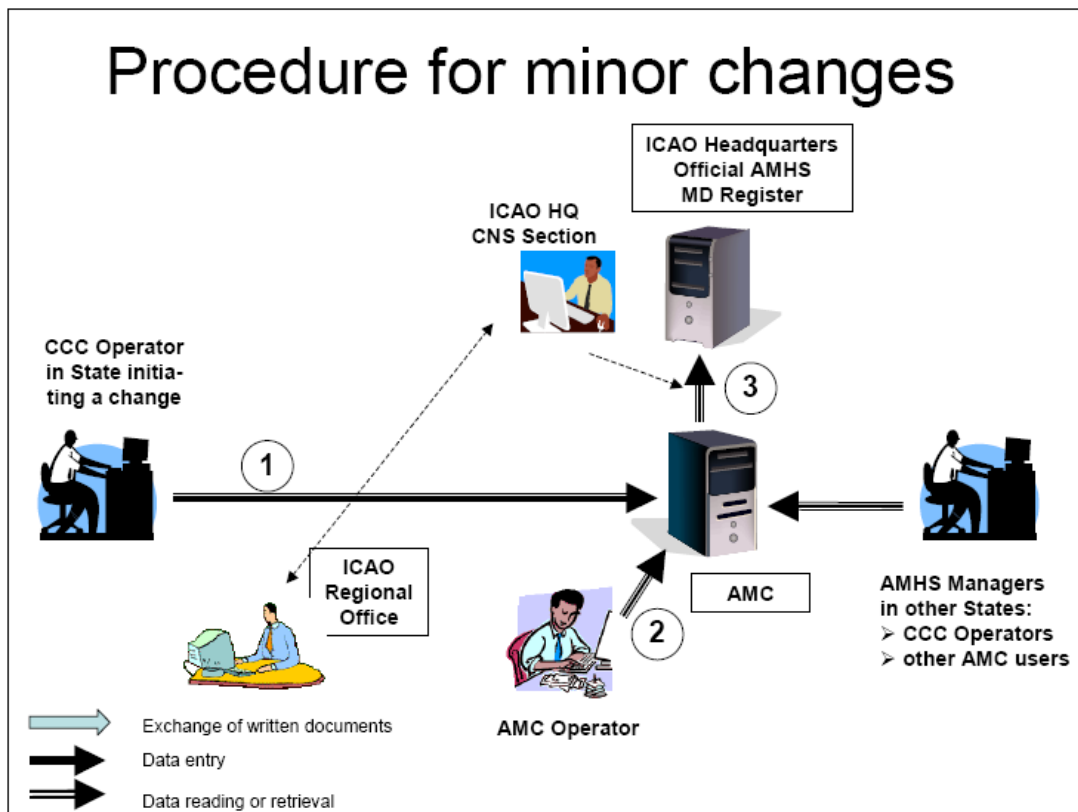 Procedure for minor changes
ICAO Headquarters
Official AMHS
MD Register
ICAO HQ
CNS Section
CCC Operator
in State initia-
ting a change
3
1
ICAO
Regional
Office
2
AMC
AMC Operator
AMHS Managers
in other States:
➢ CCC Operators
➢ other AMC users
Exchange of written documents
Data entry
Data reading or retrieval